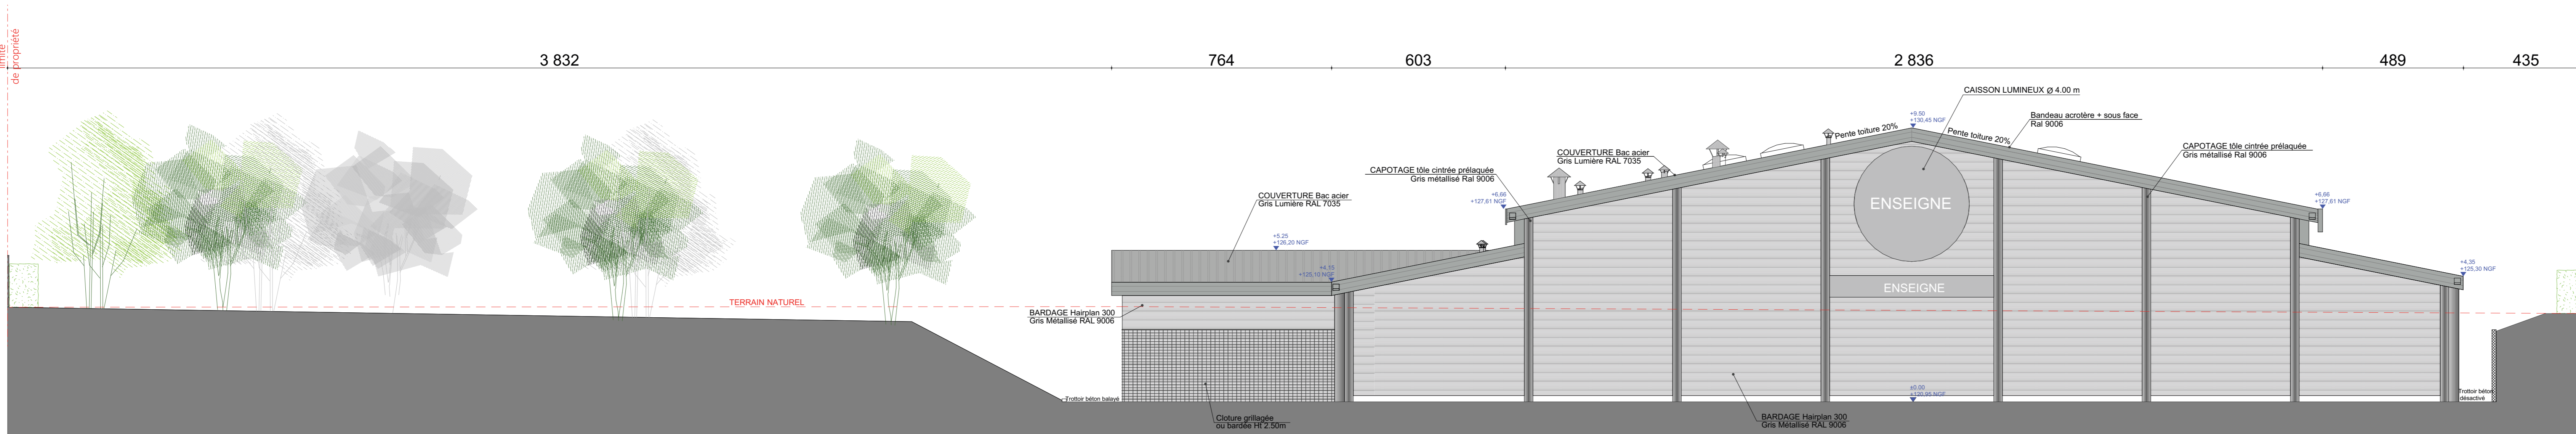 limite
de propriété
3 832
764
603
2 836
489
435
CAISSON LUMINEUX Ø 4.00 m
+9.50
+130,45 NGF
Bandeau acrotère + sous face
Ral 9006
Pente toiture 20%
Pente toiture 20%
COUVERTURE Bac acier
Gris Lumière RAL 7035
CAPOTAGE tôle cintrée prélaquée
Gris métallisé Ral 9006
CAPOTAGE tôle cintrée prélaquée
Gris métallisé Ral 9006
COUVERTURE Bac acier
Gris Lumière RAL 7035
+6,66
+127,61 NGF
+6,66
+127,61 NGF
ENSEIGNE
+5.25
+126,20 NGF
+4,15
+125,10 NGF
+4,35
+125,30 NGF
ENSEIGNE
TERRAIN NATUREL
BARDAGE Hairplan 300
Gris Métallisé RAL 9006
±0.00
+120,95 NGF
Trottoir béton balayé
Trottoir béton
désactivé
Cloture grillagée
ou bardée Ht 2.50m
BARDAGE Hairplan 300
Gris Métallisé RAL 9006